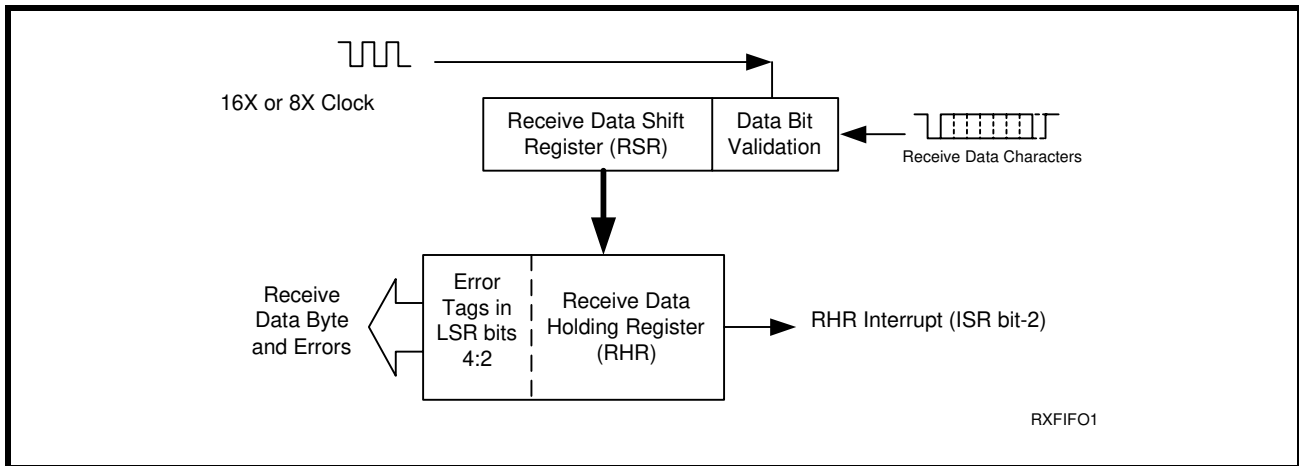 16X or 8X Clock
Receive Data Shift
Register (RSR)
Data Bit
Validation
Receive Data Characters
Receive
Data Byte
and Errors
Error
Tags in
LSR bits
4:2
Receive Data
Holding Register
(RHR)
RHR Interrupt (ISR bit-2)
RXFIFO1